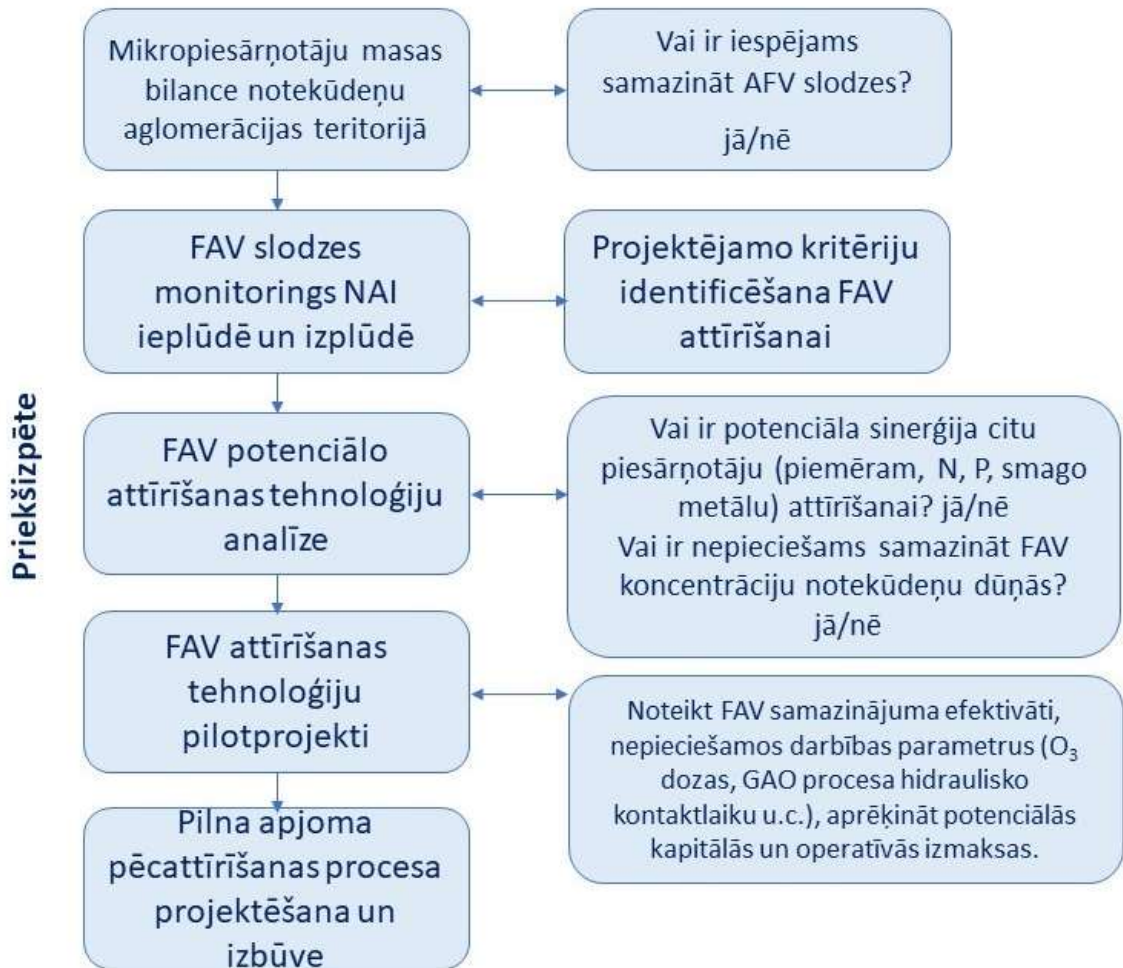 Mikropiesārņotāju masas
bilance notekūdeņu
aglomerācijas teritorijā
Vai ir iespējams
samazināt AFV slodzes?
jā/nē
FAV slodzes
monitorings NAI
ieplūdē un izplūdē
Projektējamo kritēriju
identificēšana FAV
attīrīšanai
Priekšizpēte
FAV potenciālo
attīrīšanas tehnoloģiju
analīze
Vai ir potenciāla sinerģija citu
piesārņotāju (piemēram, N, P, smago
metālu) attīrīšanai? jā/nē
Vai ir nepieciešams samazināt FAV
koncentrāciju notekūdeņu dūņās?
jā/nē
FAV attīrīšanas
tehnoloģiju
pilotprojekti
Noteikt FAV samazinājuma efektivāti,
nepieciešamos darbības parametrus (O₃
dozas, GAO procesa hidraulisko
kontaktlaiku u.c.), aprēķināt potenciālās
kapitālās un operatīvās izmaksas.
Pilna apjoma
pēcattīrīšanas procesa
projektēšana un
izbūve